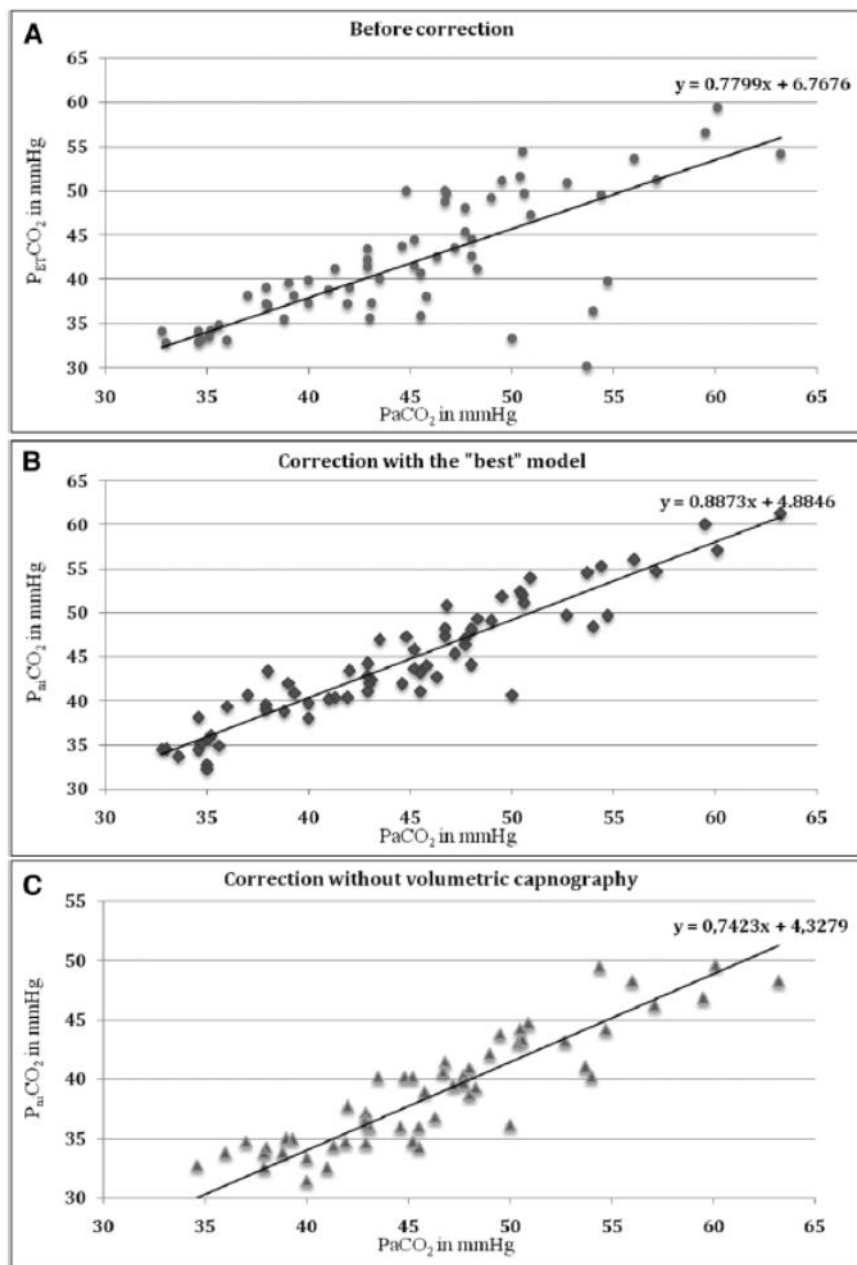 A
Before correction
y = 0.7799x + 6.7676
P_ETCO₂ in mmHg
65
60
55
50
45
40
35
30
30 35 40 45 50 55 60 65
PaCO₂ in mmHg
B
Correction with the "best" model
y = 0.8873x + 4.8846
PₙᵢCO₂ in mmHg
65
60
55
50
45
40
35
30
30 35 40 45 50 55 60 65
PaCO₂ in mmHg
C
Correction without volumetric capnography
y = 0,7423x + 4,3279
PₙᵢCO₂ in mmHg
55
50
45
40
35
30
30 35 40 45 50 55 60 65
PaCO₂ in mmHg